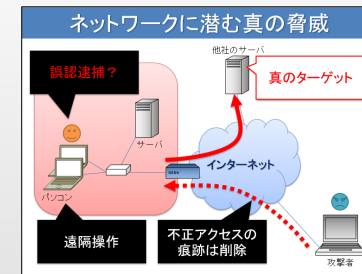 ネットワークに潜む真の脅威
他社のサーバ
誤認逮捕？
真のターゲット
サーバ
インターネット
パソコン
遠隔操作
不正アクセスの
痕跡は削除
攻撃者